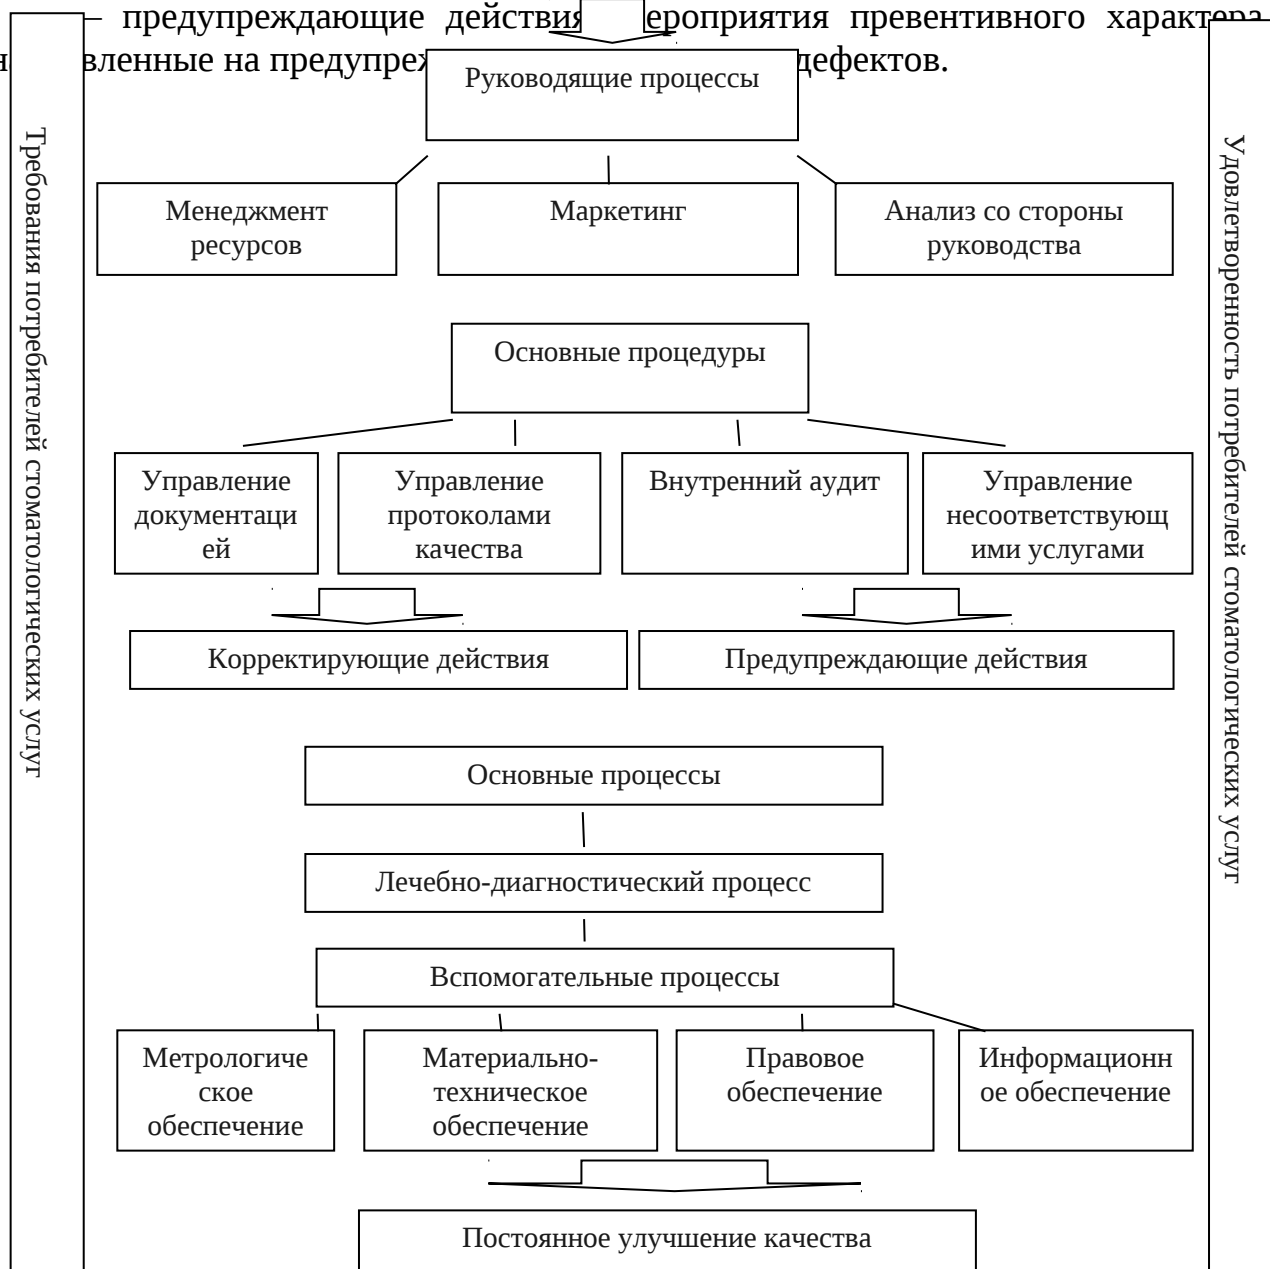 – предупреждающие действия ероприятия превентивного характера
вленные на предупреж дефектов.
Руководящие процессы
Требования потребителей стоматологических услуг
Удовлетворенность потребителей стоматологических услуг
Менеджмент
ресурсов
Маркетинг
Анализ со стороны
руководства
Основные процедуры
Управление
документаци
ей
Управление
протоколами
качества
Внутренний аудит
Управление
несоответствующ
ими услугами
Корректирующие действия
Предупреждающие действия
Основные процессы
Лечебно-диагностический процесс
Вспомогательные процессы
Метрологиче
ское
обеспечение
Материально-
техническое
обеспечение
Правовое
обеспечение
Информационн
ое обеспечение
Постоянное улучшение качества